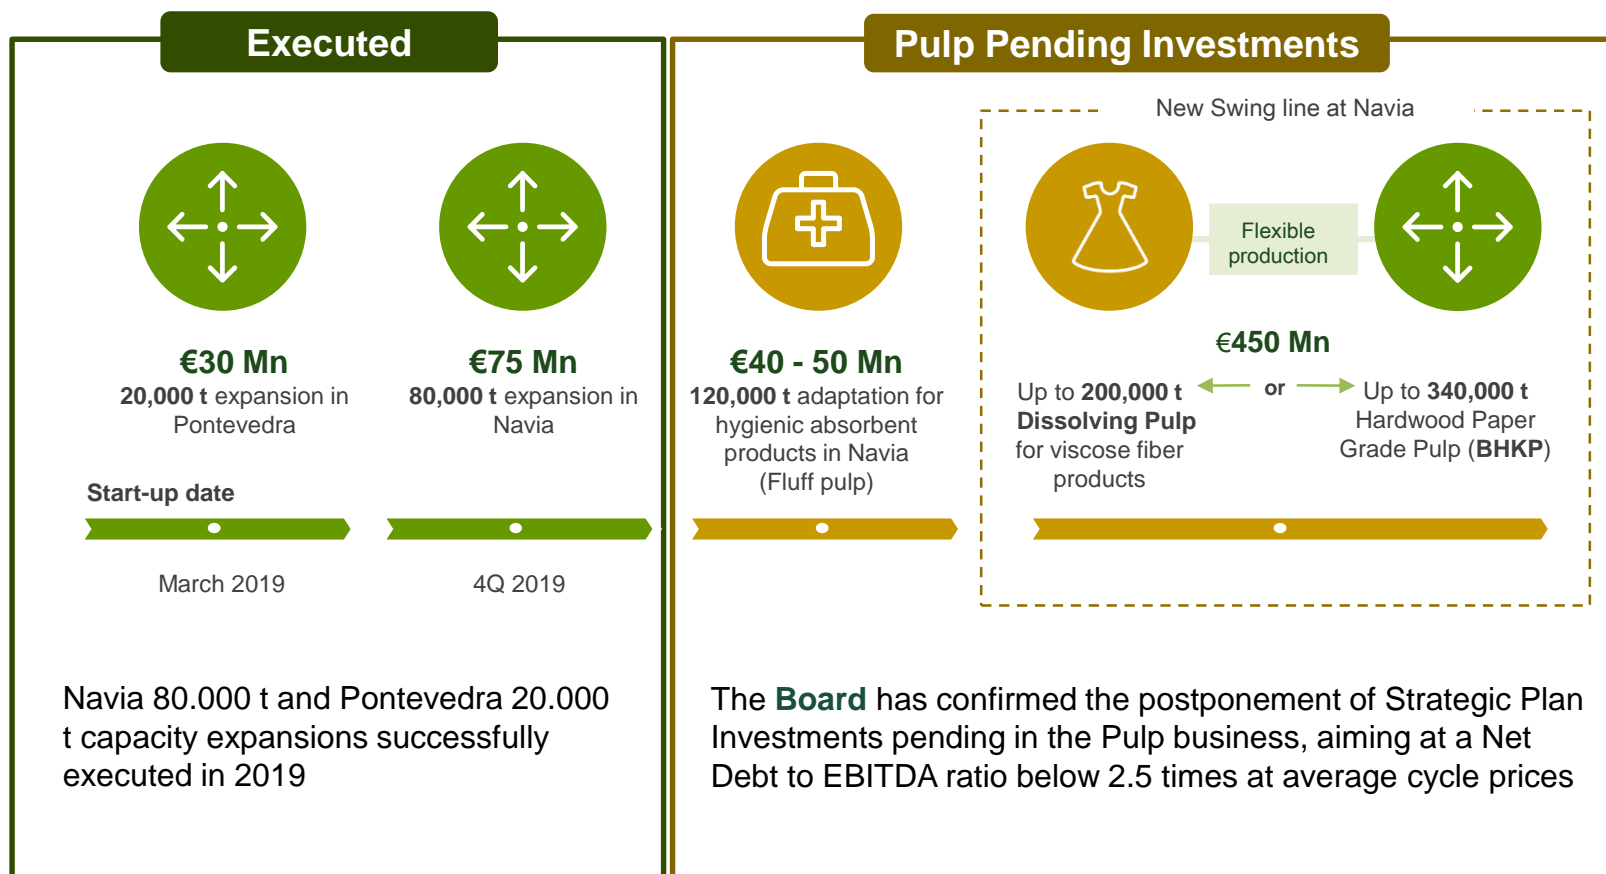 Executed
€30 Mn
20,000 t expansion in
Pontevedra
€75 Mn
80,000 t expansion in
Navia
Start-up date
March 2019
4Q 2019
Navia 80.000 t and Pontevedra 20.000
t capacity expansions successfully
executed in 2019
Pulp Pending Investments
€40 - 50 Mn
120,000 t adaptation for
hygienic absorbent
products in Navia
(Fluff pulp)
New Swing line at Navia
Flexible
production
€450 Mn
Up to 200,000 t
Dissolving Pulp
for viscose fiber
products
or
Up to 340,000 t
Hardwood Paper
Grade Pulp (BHKP)
The Board has confirmed the postponement of Strategic Plan
Investments pending in the Pulp business, aiming at a Net
Debt to EBITDA ratio below 2.5 times at average cycle prices